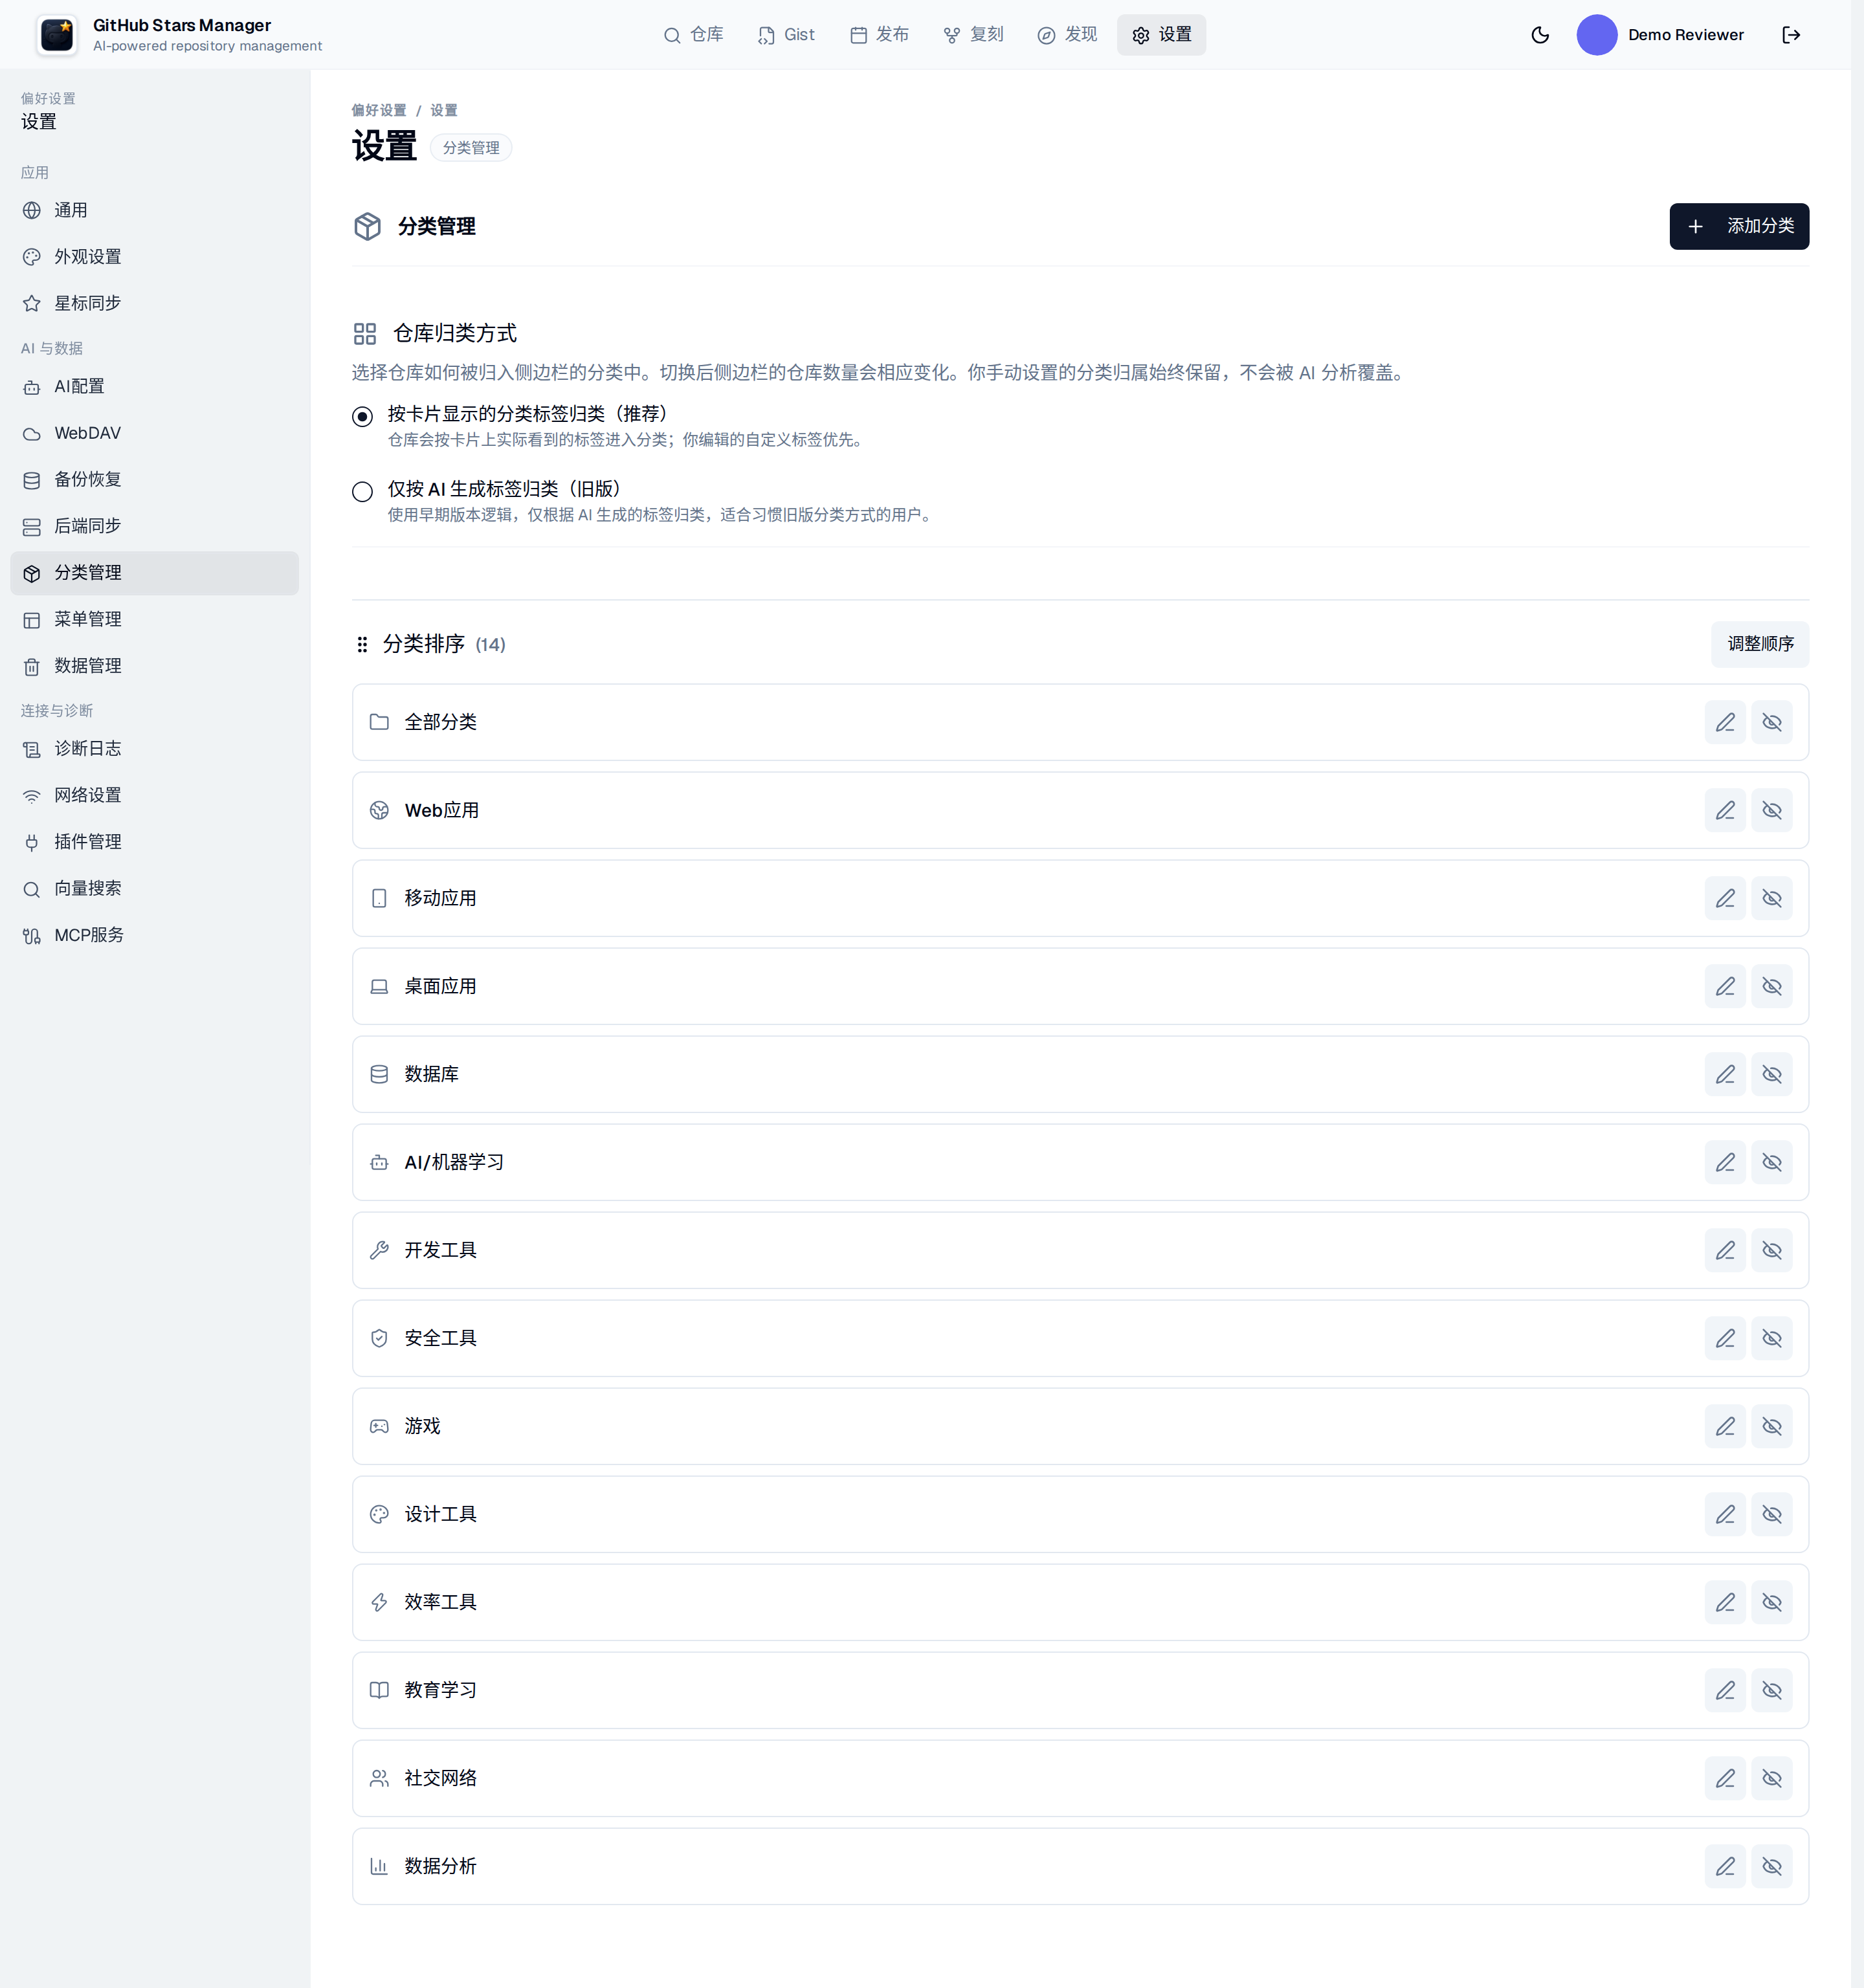 GitHub Stars Manager
AI-powered repository management
仓库
Gist
发布
复刻
发现
设置
Demo Reviewer
偏好设置
设置
应用
通用
外观设置
星标同步
AI 与数据
AI配置
WebDAV
备份恢复
后端同步
分类管理
菜单管理
数据管理
连接与诊断
诊断日志
网络设置
插件管理
向量搜索
MCP服务
偏好设置 / 设置
设置
分类管理
分类管理
添加分类
仓库归类方式
选择仓库如何被归入侧边栏的分类中。切换后侧边栏的仓库数量会相应变化。你手动设置的分类归属始终保留，不会被 AI 分析覆盖。
按卡片显示的分类标签归类（推荐）
仓库会按卡片上实际看到的标签进入分类；你编辑的自定义标签优先。
仅按 AI 生成标签归类（旧版）
使用早期版本逻辑，仅根据 AI 生成的标签归类，适合习惯旧版分类方式的用户。
分类排序 (14)
调整顺序
全部分类
Web应用
移动应用
桌面应用
数据库
AI/机器学习
开发工具
安全工具
游戏
设计工具
效率工具
教育学习
社交网络
数据分析